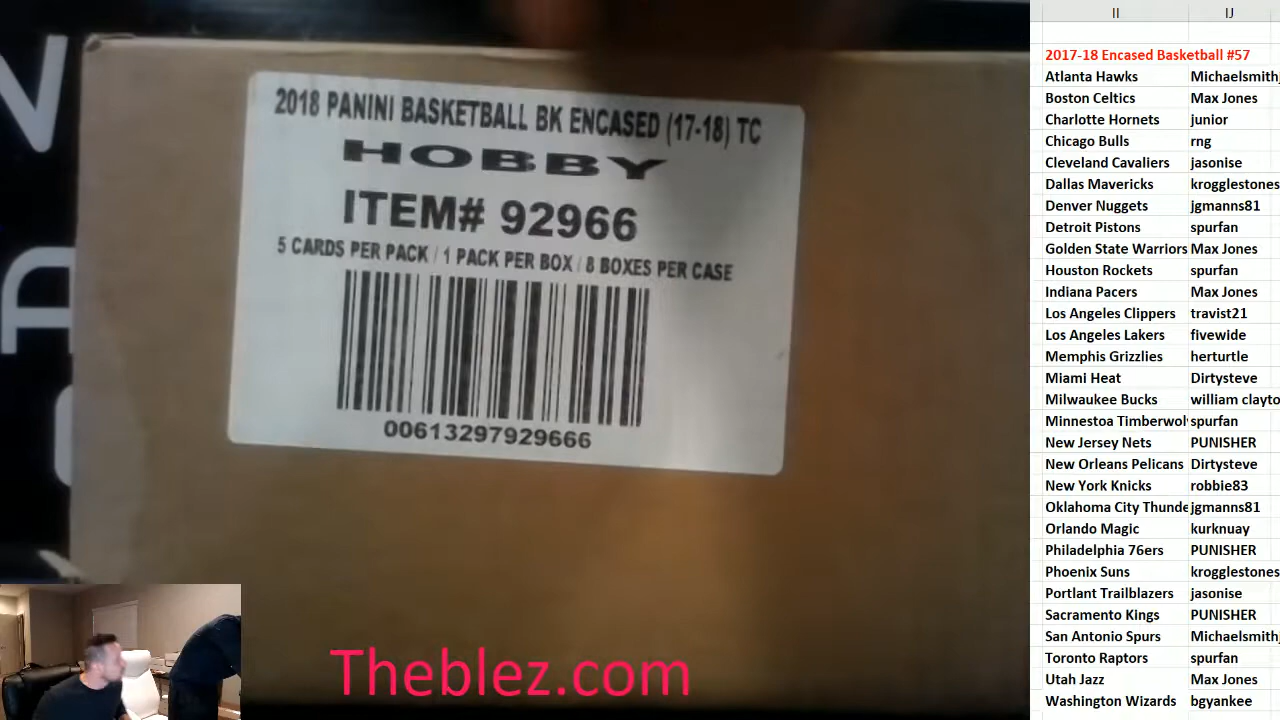 2018 PANINI BASKETBALL BK ENCASED (17-18) TC
HOBBY
ITEM# 92966
5 CARDS PER PACK / 1 PACK PER BOX / 8 BOXES PER CASE
00613297929666
Theblez.com
II IJ
2017-18 Encased Basketball #57
Atlanta Hawks Michaelsmithj
Boston Celtics Max Jones
Charlotte Hornets junior
Chicago Bulls rng
Cleveland Cavaliers jasonise
Dallas Mavericks krogglestones
Denver Nuggets jgmanns81
Detroit Pistons spurfan
Golden State Warriors Max Jones
Houston Rockets spurfan
Indiana Pacers Max Jones
Los Angeles Clippers travist21
Los Angeles Lakers fivewide
Memphis Grizzlies herturtle
Miami Heat Dirtysteve
Milwaukee Bucks william clayto
Minnestoa Timberwol spurfan
New Jersey Nets PUNISHER
New Orleans Pelicans Dirtysteve
New York Knicks robbie83
Oklahoma City Thunde jgmanns81
Orlando Magic kurknuay
Philadelphia 76ers PUNISHER
Phoenix Suns krogglestones
Portlant Trailblazers jasonise
Sacramento Kings PUNISHER
San Antonio Spurs Michaelsmithj
Toronto Raptors spurfan
Utah Jazz Max Jones
Washington Wizards bgyankee